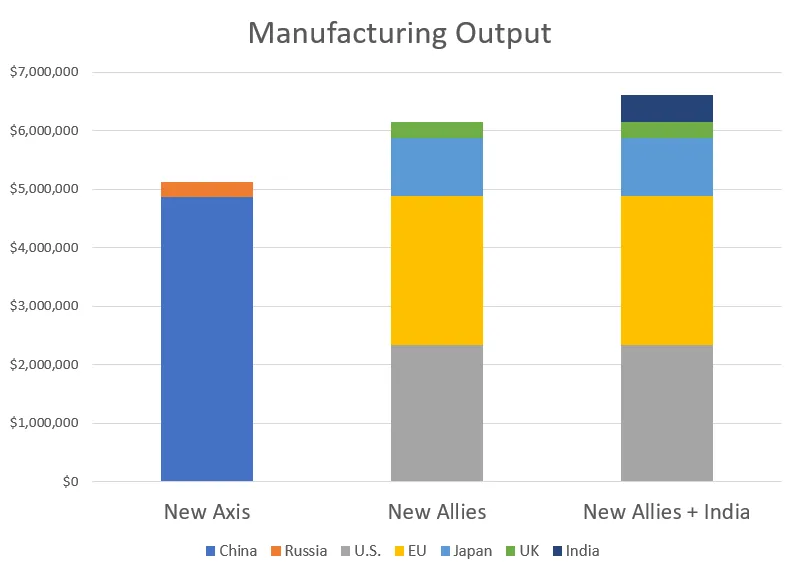 Manufacturing Output
$7,000,000
$6,000,000
$5,000,000
$4,000,000
$3,000,000
$2,000,000
$1,000,000
$0
New Axis New Allies New Allies + India
China Russia U.S. EU Japan UK India